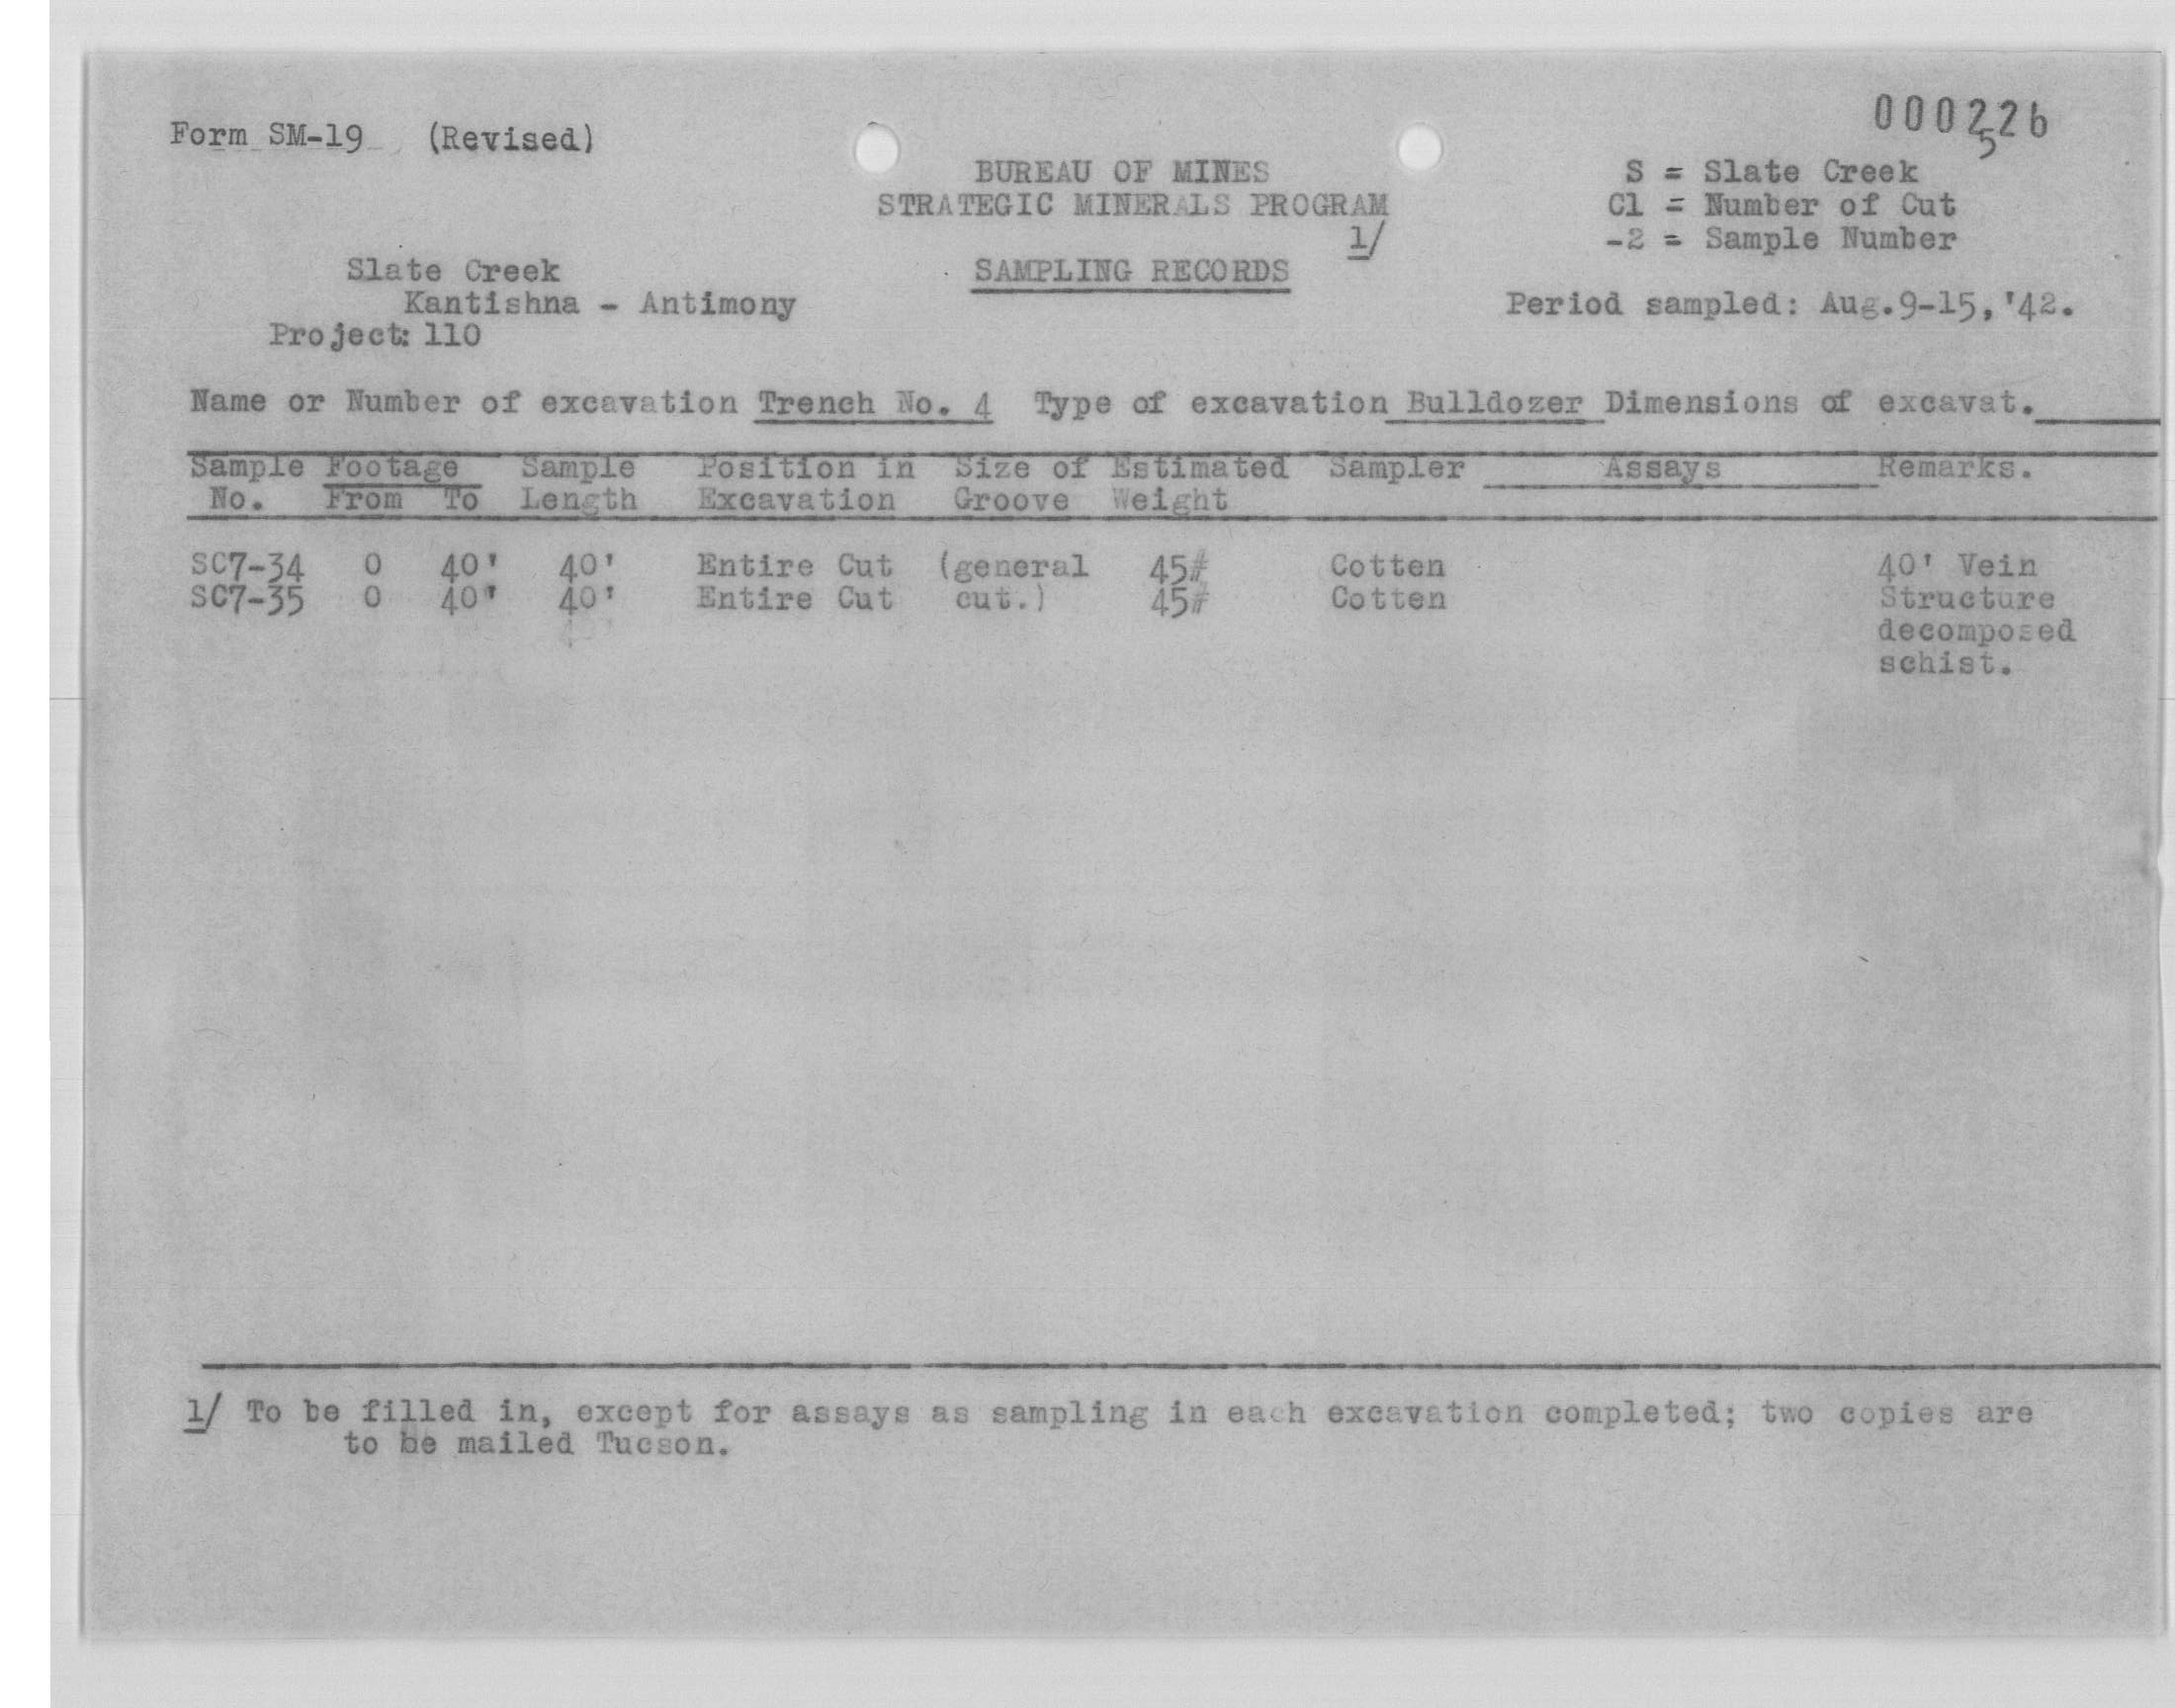 000226
5
Form SM-19 (Revised)
BUREAU OF MINES
STRATEGIC MINERALS PROGRAM
1/
SAMPLING RECORDS
S = Slate Creek
C1 = Number of Cut
-2 = Sample Number
Slate Creek
Kantishna - Antimony
Project: 110
Period sampled: Aug.9-15,'42.
Name or Number of excavation Trench No. 4 Type of excavation Bulldozer Dimensions of excavat.
Sample Footage Sample Position in Size of Estimated Sampler Assays Remarks.
No. From To Length Excavation Groove Weight
SC7-34 0 40' 40' Entire Cut (general 45# Cotten 40' Vein
SC7-35 0 40' 40' Entire Cut cut.) 45# Cotten Structure
decomposed
schist.
1/ To be filled in, except for assays as sampling in each excavation completed; two copies are
to be mailed Tucson.